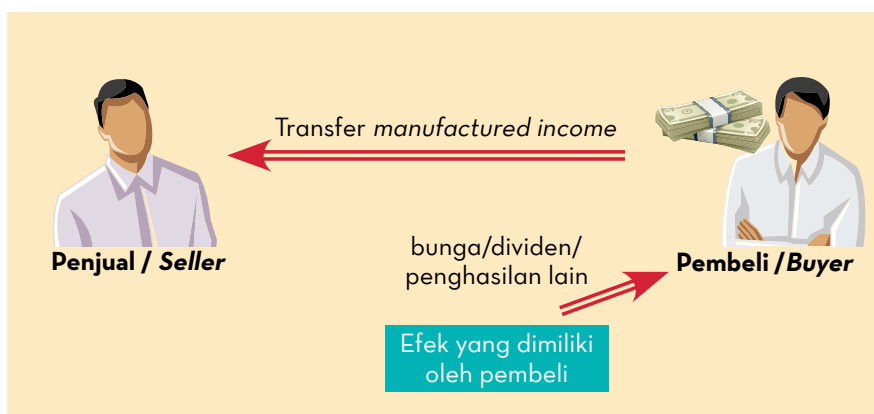 Transfer manufactured income
Penjual / Seller
bunga/dividen/
penghasilan lain
Pembeli /Buyer
Efek yang dimiliki
oleh pembeli